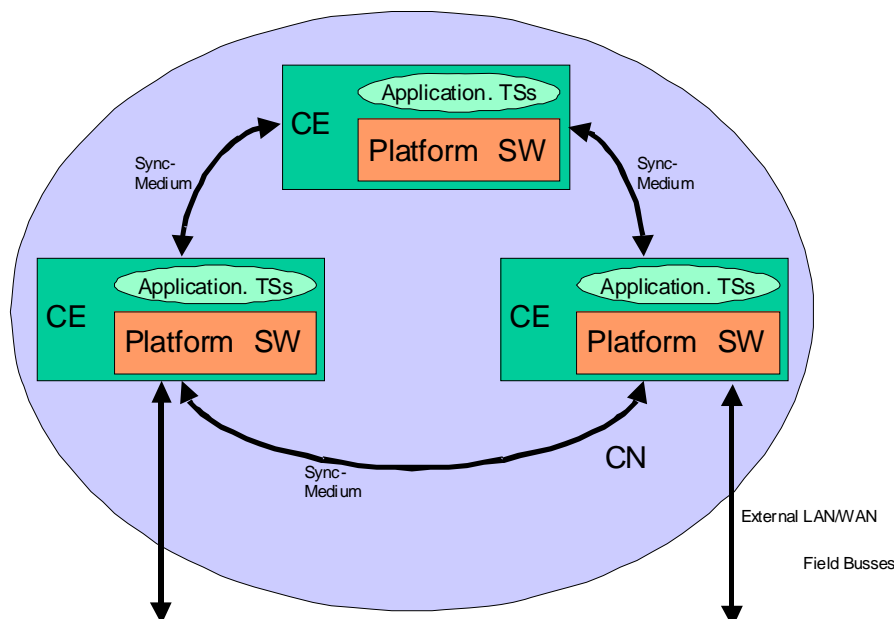 Application. TSs
CE
Platform SW
Sync-
Medium
Sync-
Medium
Application. TSs
CE
Platform SW
Application. TSs
CE
Platform SW
CN
Sync-
Medium
External LAN/WAN
Field Busses